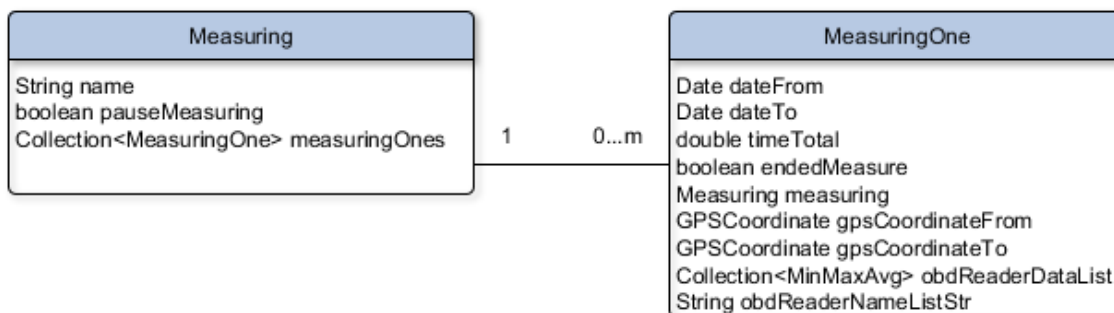 Measuring
String name
boolean pauseMeasuring
Collection<MeasuringOne> measuringOnes
1
0...m
MeasuringOne
Date dateFrom
Date dateTo
double timeTotal
boolean endedMeasure
Measuring measuring
GPSCoordinate gpsCoordinateFrom
GPSCoordinate gpsCoordinateTo
Collection<MinMaxAvg> obdReaderDataList
String obdReaderNameListStr